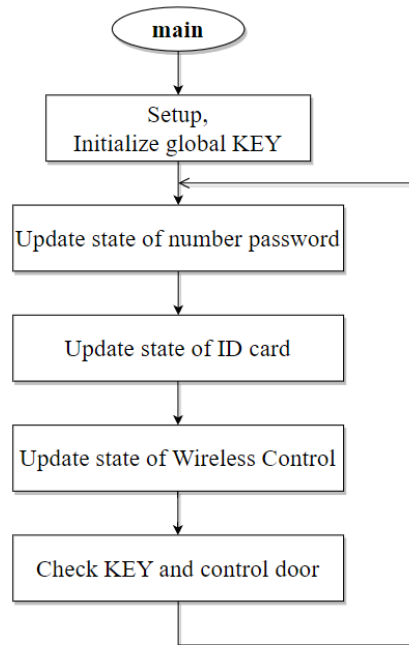 main
Setup,
Initialize global KEY
Update state of number password
Update state of ID card
Update state of Wireless Control
Check KEY and control door